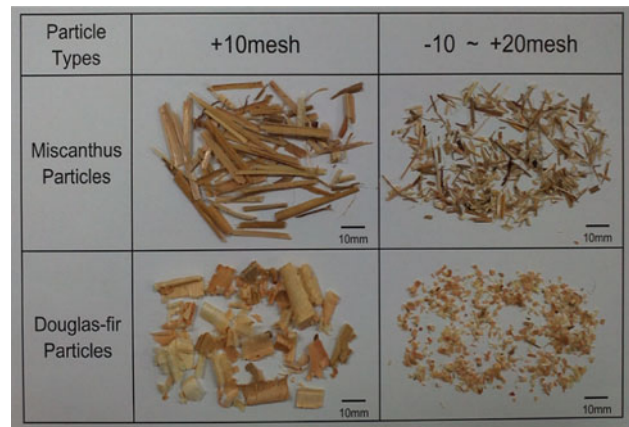 Particle
Types
+10mesh
-10 ~ +20mesh
Miscanthus
Particles
10mm
10mm
Douglas-fir
Particles
10mm
10mm